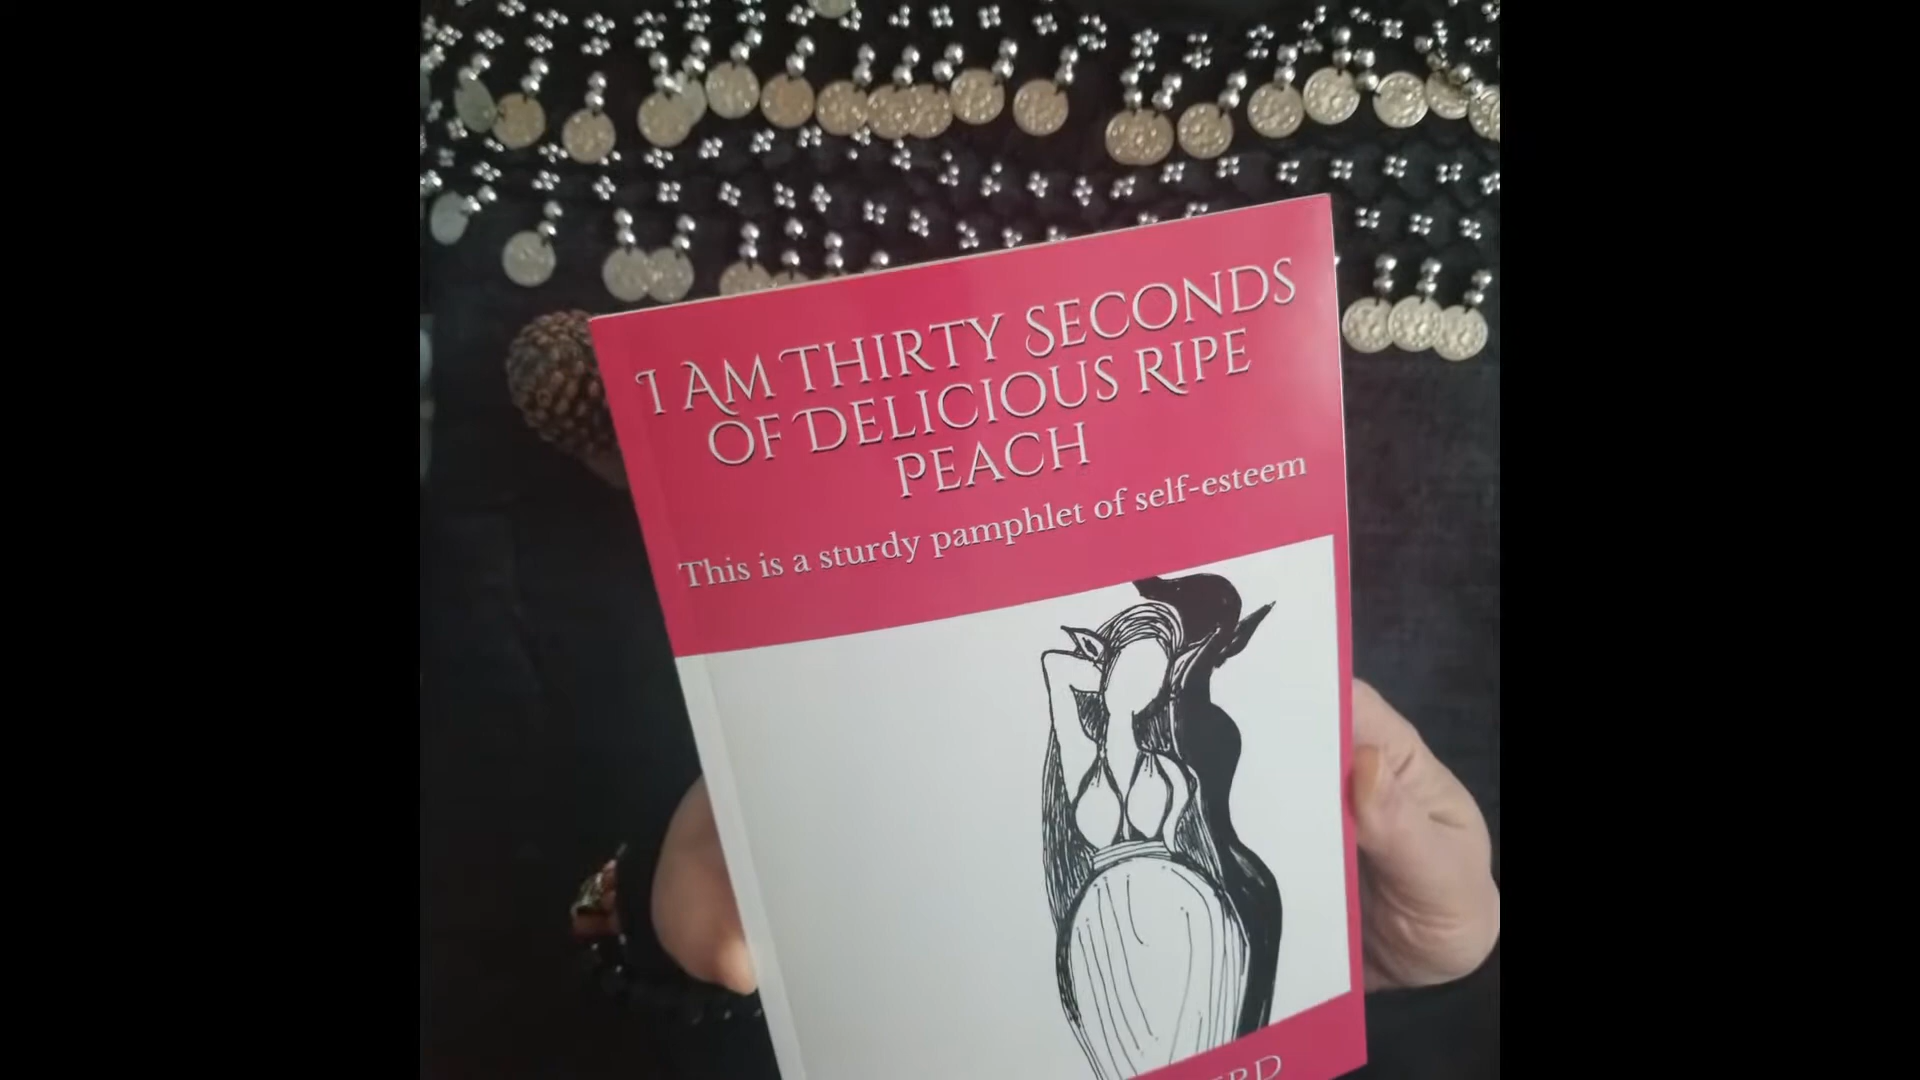 I AM THIRTY SECONDS
OF DELICIOUS RIPE
PEACH
This is a sturdy pamphlet of self-esteem